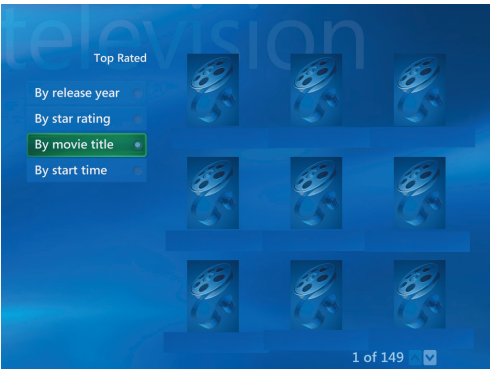 television
Top Rated
By release year
By star rating
By movie title
By start time
1 of 149